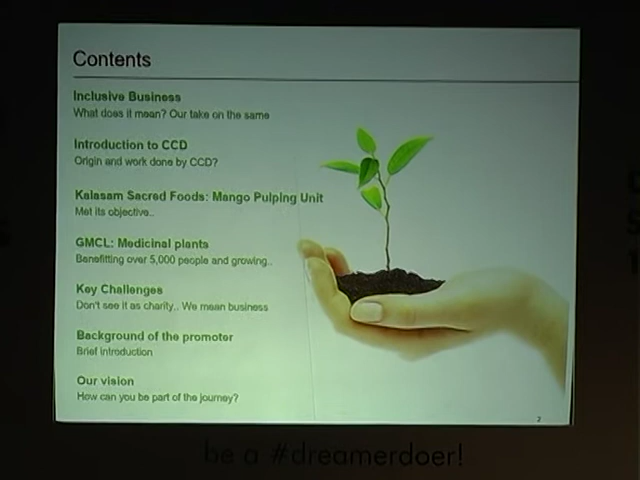 Contents
Inclusive Business
What does it mean? Our take on the same
Introduction to CCD
Origin and work done by CCD?
Kalasam Sacred Foods: Mango Pulping Unit
Met its objective..
GMCL: Medicinal plants
Benefitting over 5,000 people and growing..
Key Challenges
Don't see it as charity.. We mean business
Background of the promoter
Brief introduction
Our vision
How can you be part of the journey?
2
be a #dreamerdoer!